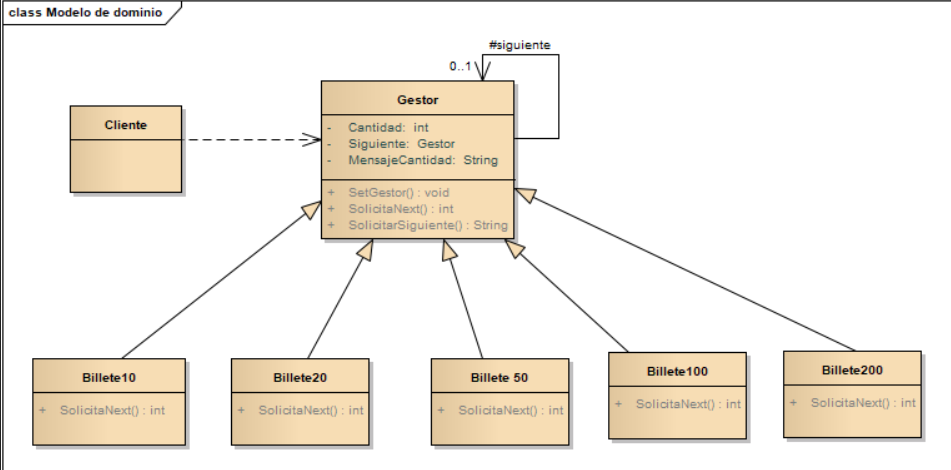 class Modelo de dominio
#siguiente
0..1
Gestor
- Cantidad: int
- Siguiente: Gestor
- MensajeCantidad: String
+ SetGestor() : void
+ SolicitaNext() : int
+ SolicitarSiguiente() : String
Cliente
Billete10
+ SolicitaNext() : int
Billete20
+ SolicitaNext() : int
Billete 50
+ SolicitaNext() : int
Billete100
+ SolicitaNext() : int
Billete200
+ SolicitaNext() : int